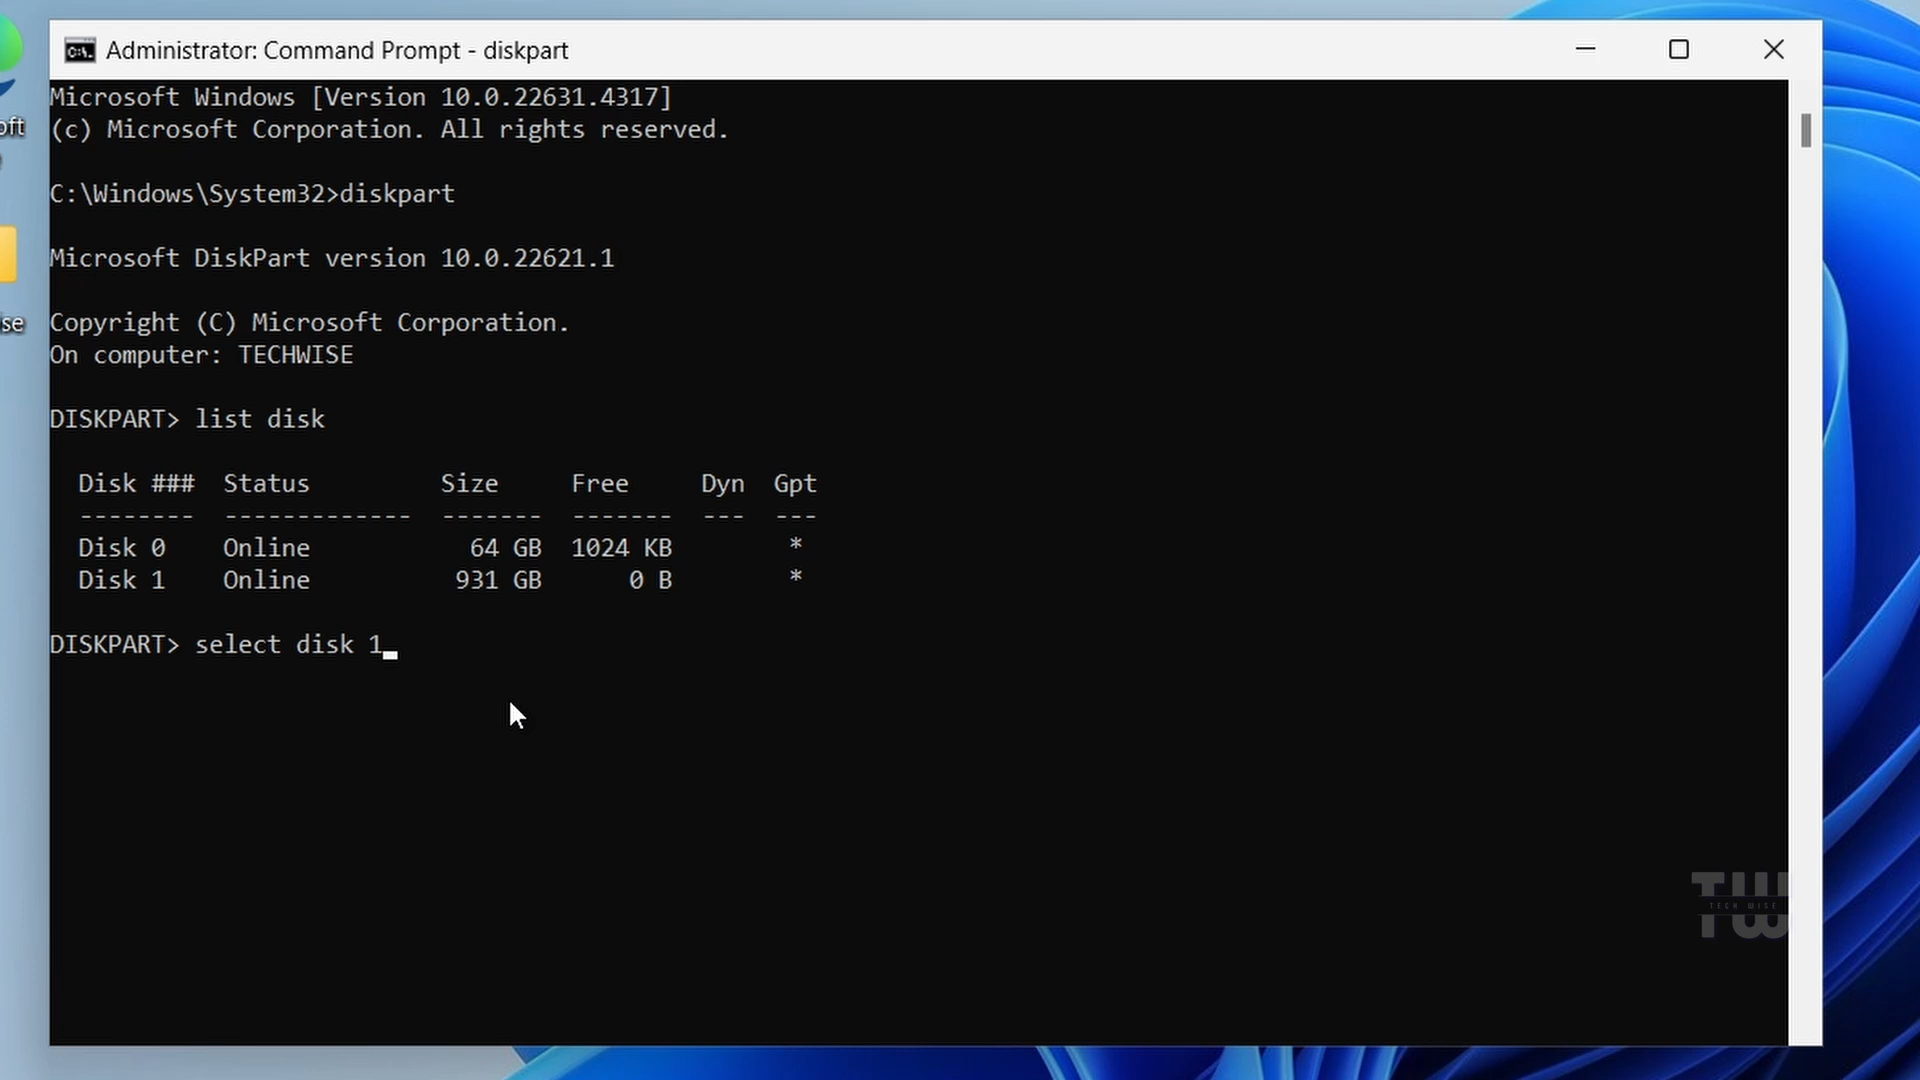 Administrator: Command Prompt - diskpart
Microsoft Windows [Version 10.0.22631.4317]
(c) Microsoft Corporation. All rights reserved.
C:\Windows\System32>diskpart
Microsoft DiskPart version 10.0.22621.1
Copyright (C) Microsoft Corporation.
On computer: TECHWISE
DISKPART> list disk
Disk ###  Status         Size     Free     Dyn  Gpt
--------  -------------  -------  -------  ---  ---
Disk 0    Online           64 GB  1024 KB        *
Disk 1    Online          931 GB      0 B        *
DISKPART> select disk 1_
oft
se
TW
TECH WISE